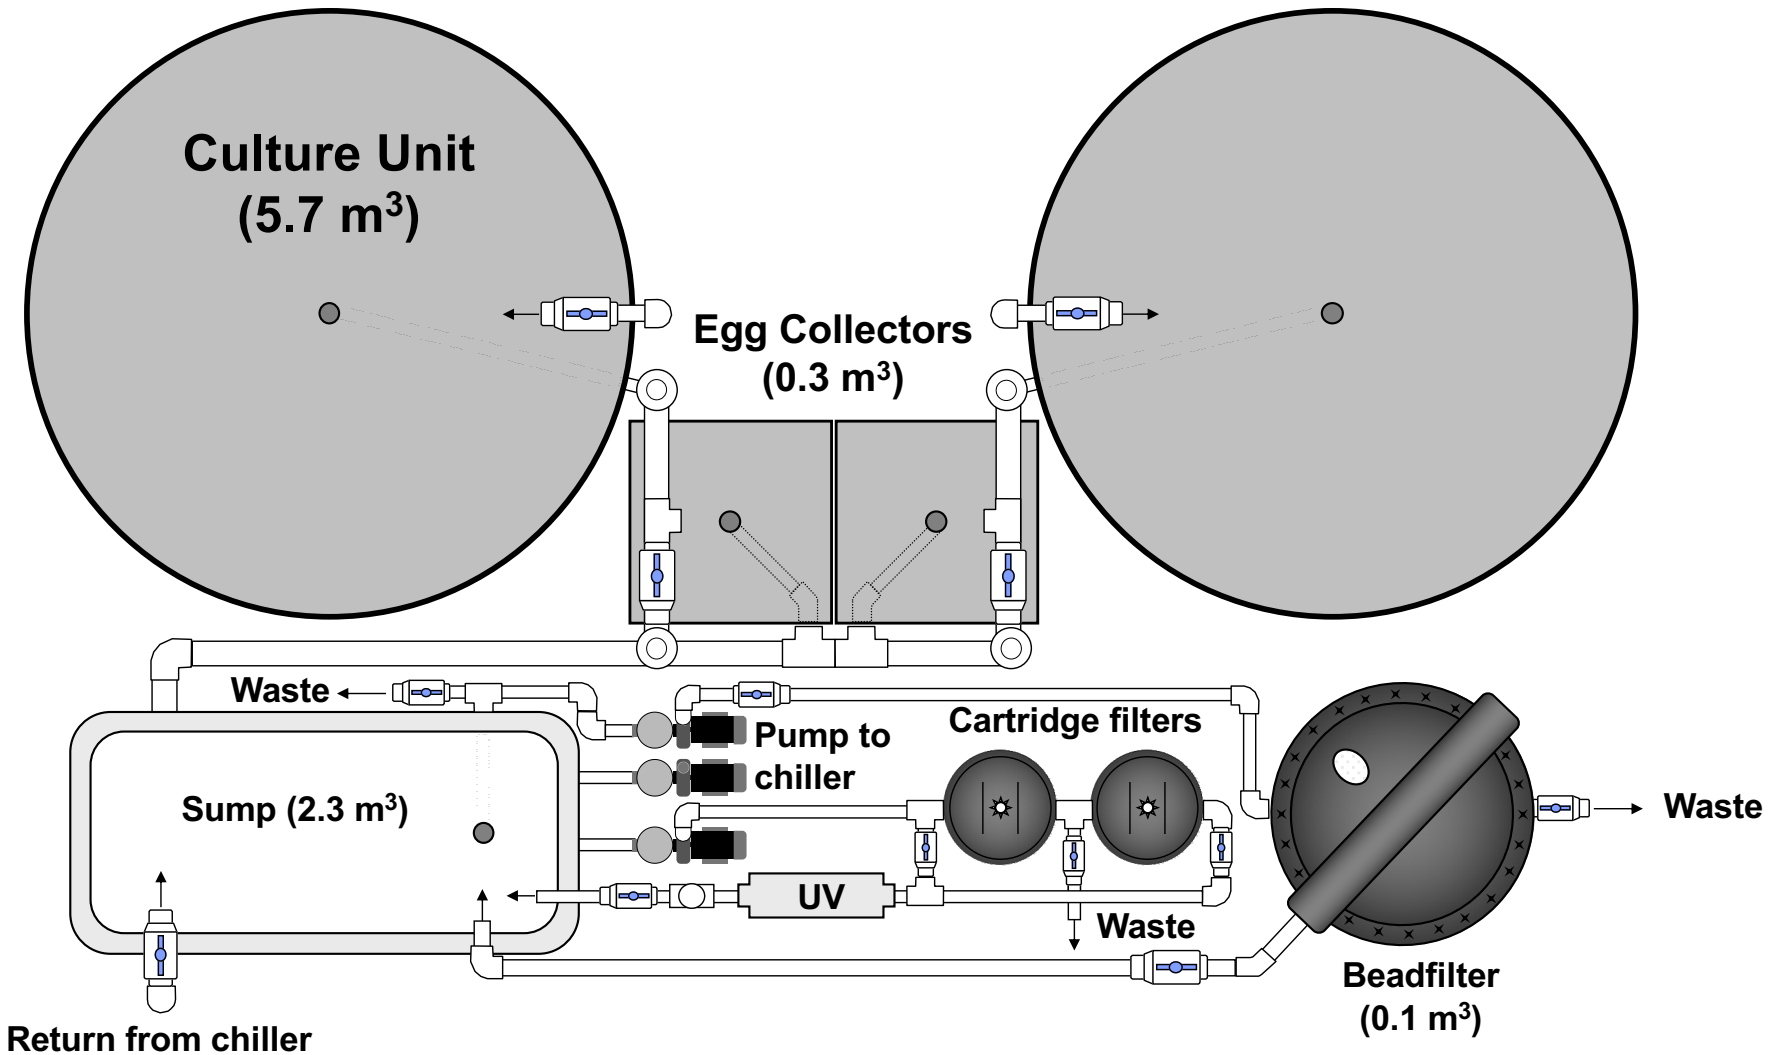 Culture Unit
(5.7 m³)
Egg Collectors
(0.3 m³)
Waste
Pump to
chiller
Cartridge filters
Sump (2.3 m³)
Waste
UV
Waste
Beadfilter
(0.1 m³)
Return from chiller